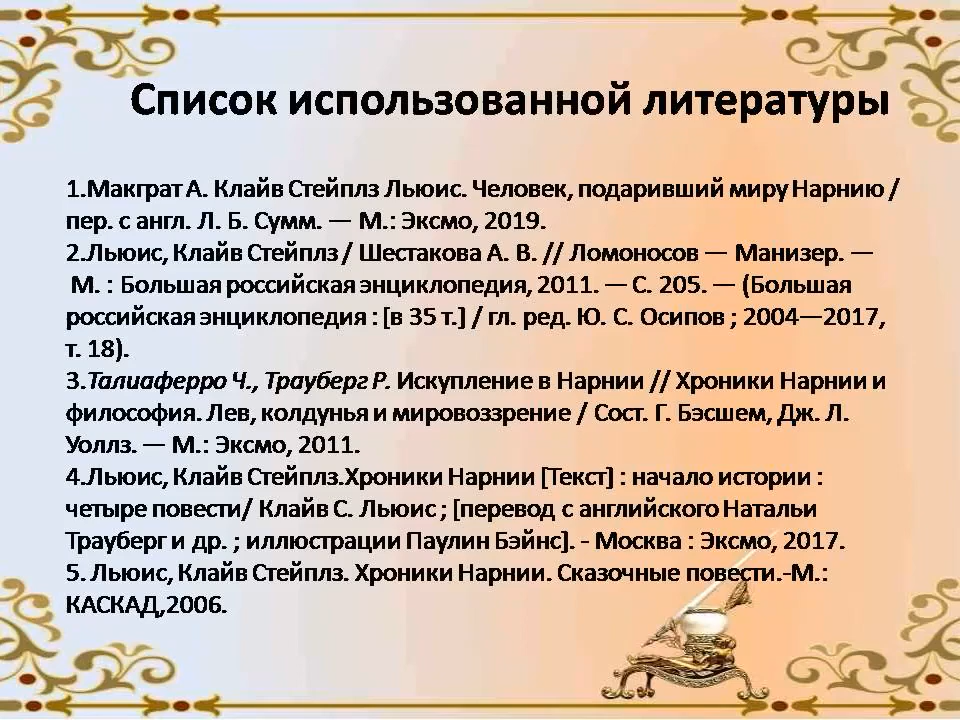 Список использованной литературы
1.Макграт А. Клайв Стейплз Льюис. Человек, подаривший миру Нарнию /
пер. с англ. Л. Б. Сумм. — М.: Эксмо, 2019.
2.Льюис, Клайв Стейплз / Шестакова А. В. // Ломоносов — Манизер. —
М. : Большая российская энциклопедия, 2011. — С. 205. — (Большая
российская энциклопедия : [в 35 т.] / гл. ред. Ю. С. Осипов ; 2004—2017,
т. 18).
3.Талиаферро Ч., Трауберг Р. Искупление в Нарнии // Хроники Нарнии и
философия. Лев, колдунья и мировоззрение / Сост. Г. Бэсшем, Дж. Л.
Уоллз. — М.: Эксмо, 2011.
4.Льюис, Клайв Стейплз.Хроники Нарнии [Текст] : начало истории :
четыре повести/ Клайв С. Льюис ; [перевод с английского Натальи
Трауберг и др. ; иллюстрации Паулин Бэйнс]. - Москва : Эксмо, 2017.
5. Льюис, Клайв Стейплз. Хроники Нарнии. Сказочные повести.-М.:
КАСКАД,2006.